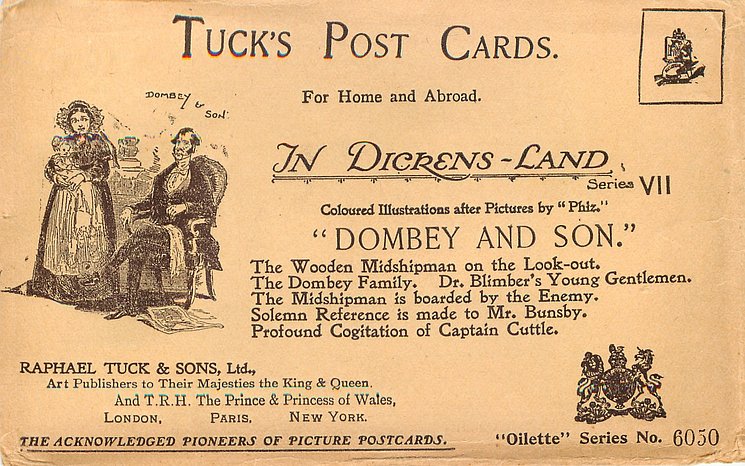 TUCK'S POST CARDS.
For Home and Abroad.
DOMBEY & SON.
IN DICKENS-LAND,
Series VII
Coloured Illustrations after Pictures by "Phiz."
"DOMBEY AND SON."
The Wooden Midshipman on the Look-out.
The Dombey Family. Dr. Blimber's Young Gentlemen.
The Midshipman is boarded by the Enemy.
Solemn Reference is made to Mr. Bunsby.
Profound Cogitation of Captain Cuttle.
RAPHAEL TUCK & SONS, Ltd.,
Art Publishers to Their Majesties the King & Queen.
And T.R.H. The Prince & Princess of Wales,
LONDON, PARIS, NEW YORK.
THE ACKNOWLEDGED PIONEERS OF PICTURE POSTCARDS.
"Oilette" Series No. 6050